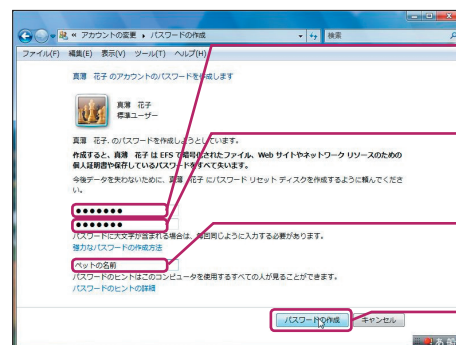 « アカウントの変更 ▸ パスワードの作成
検索
ファイル(F) 編集(E) 表示(V) ツール(T) ヘルプ(H)
真薄 花子 のアカウントのパスワードを作成します
真薄 花子
標準ユーザー
真薄 花子、のパスワードを作成しようとしています。
作成すると、真薄 花子 は EFS で暗号化されたファイル、Web サイトやネットワーク リソースのための
個人証明書や保存しているパスワードをすべて失います。
今後データを失わないために、真薄 花子 にパスワード リセット ディスクを作成するように頼んでくださ
い。
●●●●●●●
●●●●●●●
パスワードに大文字が含まれる場合は、毎回同じように入力する必要があります。
強力なパスワードの作成方法
ペットの名前
パスワードのヒントはこのコンピュータを使用するすべての人が見ることができます。
パスワードのヒントの詳細
パスワードの作成 キャンセル
あ 般